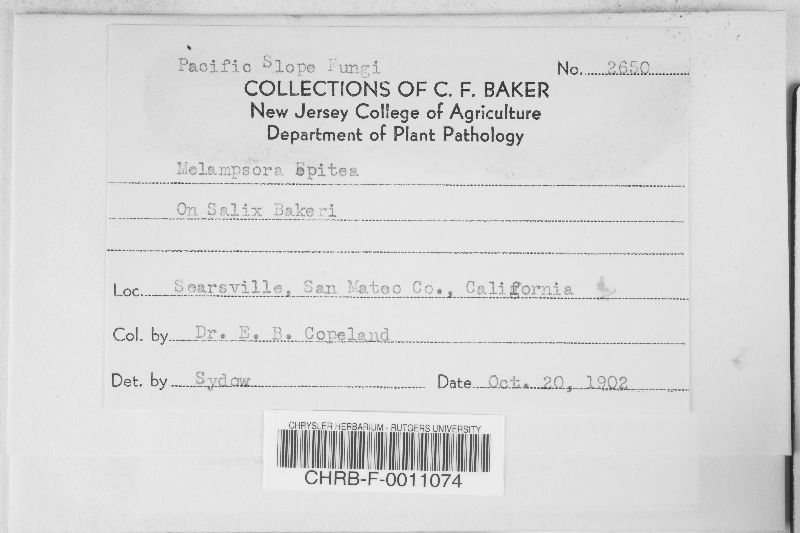 Pacific Slope Fungi No. 2650
COLLECTIONS OF C. F. BAKER
New Jersey College of Agriculture
Department of Plant Pathology
Melampsora Epitea
On Salix Bakeri
Loc. Searsville, San Mateo Co., California
Col. by Dr. E. B. Copeland
Det. by Sydow Date Oct. 20, 1902
CHRYSLER HERBARIUM - RUTGERS UNIVERSITY
CHRB-F-0011074